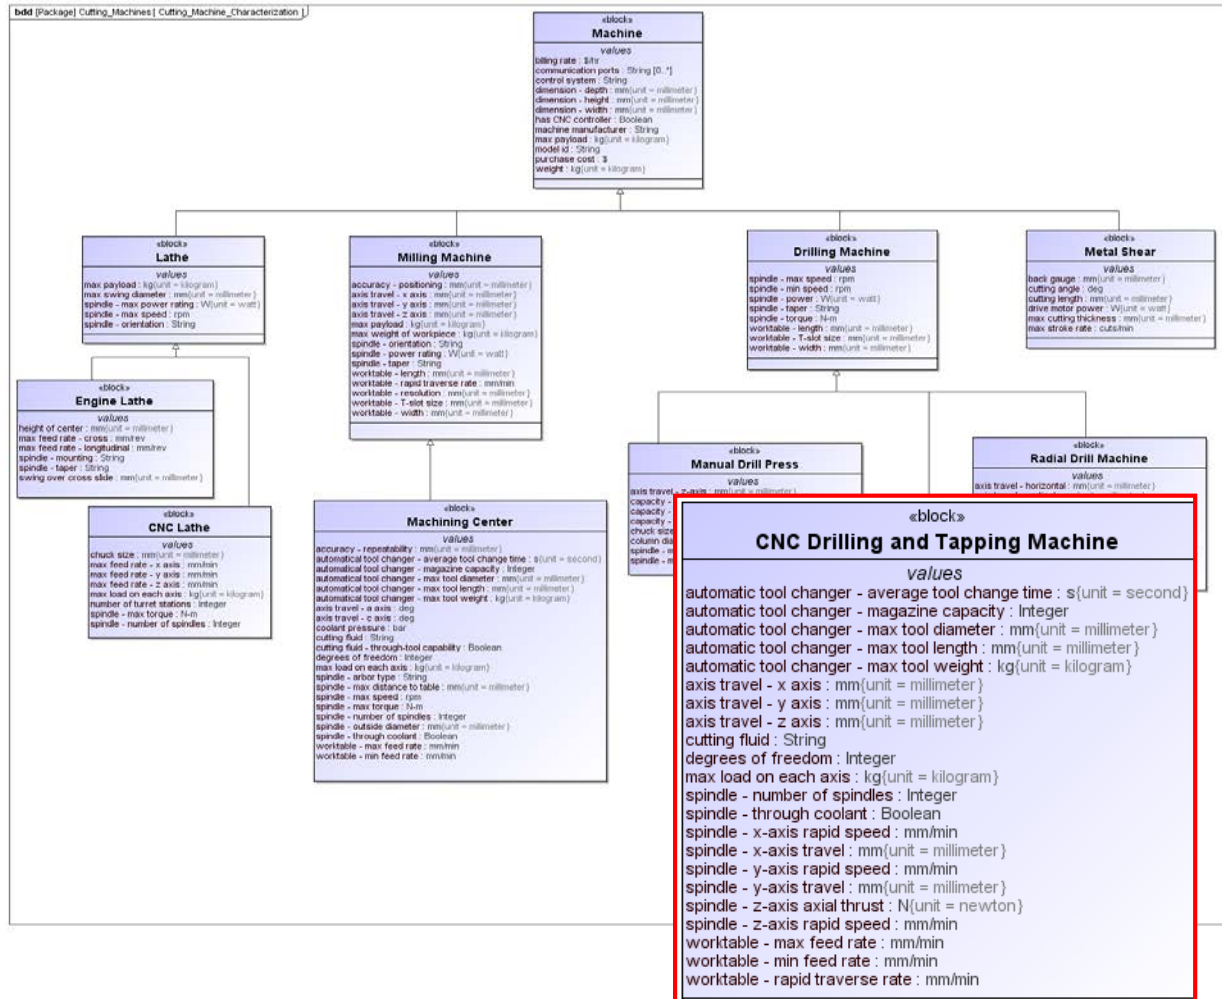 bdd [Package] Cutting_Machines [ Cutting_Machine_Characterization ]
«block»
Machine
values
billing rate : $/hr
communication ports : String [0..*]
control system : String
dimension - depth : mm{unit = millimeter}
dimension - height : mm{unit = millimeter}
dimension - width : mm{unit = millimeter}
has CNC controller : Boolean
machine manufacturer : String
max payload : kg{unit = kilogram}
model id : String
purchase cost : $
weight : kg{unit = kilogram}
«block»
Lathe
values
max payload : kg{unit = kilogram}
max swing diameter : mm{unit = millimeter}
spindle - max power rating : W{unit = watt}
spindle - max speed : rpm
spindle - orientation : String
«block»
Milling Machine
values
accuracy - positioning : mm{unit = millimeter}
axis travel - x axis : mm{unit = millimeter}
axis travel - y axis : mm{unit = millimeter}
axis travel - z axis : mm{unit = millimeter}
max payload : kg{unit = kilogram}
max weight of workpiece : kg{unit = kilogram}
spindle - orientation : String
spindle - power rating : W{unit = watt}
spindle - taper : String
worktable - length : mm{unit = millimeter}
worktable - rapid traverse rate : mm/min
worktable - resolution : mm{unit = millimeter}
worktable - T-slot size : mm{unit = millimeter}
worktable - width : mm{unit = millimeter}
«block»
Drilling Machine
values
spindle - max speed : rpm
spindle - min speed : rpm
spindle - power : W{unit = watt}
spindle - taper : String
spindle - torque : N-m
worktable - length : mm{unit = millimeter}
worktable - T-slot size : mm{unit = millimeter}
worktable - width : mm{unit = millimeter}
«block»
Metal Shear
values
back gauge : mm{unit = millimeter}
cutting angle : deg
cutting length : mm{unit = millimeter}
drive motor power : W{unit = watt}
max cutting thickness : mm{unit = millimeter}
max stroke rate : cuts/min
«block»
Engine Lathe
values
height of center : mm{unit = millimeter}
max feed rate - cross : mm/rev
max feed rate - longitudinal : mm/rev
spindle - mounting : String
spindle - taper : String
swing over cross slide : mm{unit = millimeter}
«block»
CNC Lathe
values
chuck size : mm{unit = millimeter}
max feed rate - x axis : mm/min
max feed rate - y axis : mm/min
max feed rate - z axis : mm/min
max load on each axis : kg{unit = kilogram}
number of turret stations : Integer
spindle - max torque : N-m
spindle - number of spindles : Integer
«block»
Machining Center
values
accuracy - repeatability : mm{unit = millimeter}
automatical tool changer - average tool change time : s{unit = second}
automatical tool changer - magazine capacity : Integer
automatical tool changer - max tool diameter : mm{unit = millimeter}
automatical tool changer - max tool length : mm{unit = millimeter}
automatical tool changer - max tool weight : kg{unit = kilogram}
axis travel - a axis : deg
axis travel - c axis : deg
coolant pressure : bar
cutting fluid : String
cutting fluid - through-tool capability : Boolean
degrees of freedom : Integer
max load on each axis : kg{unit = kilogram}
spindle - arbor type : String
spindle - max distance to table : mm{unit = millimeter}
spindle - max speed : rpm
spindle - max torque : N-m
spindle - number of spindles : Integer
spindle - outside diameter : mm{unit = millimeter}
spindle - through coolant : Boolean
worktable - max feed rate : mm/min
worktable - min feed rate : mm/min
«block»
Manual Drill Press
values
axis travel - z-axis : mm{unit = millimeter}
capacity -
capacity -
capacity -
chuck size
column
spindle -
spindle -
«block»
Radial Drill Machine
values
axis travel - horizontal : mm{unit = millimeter}
«block»
CNC Drilling and Tapping Machine
values
automatic tool changer - average tool change time : s{unit = second}
automatic tool changer - magazine capacity : Integer
automatic tool changer - max tool diameter : mm{unit = millimeter}
automatic tool changer - max tool length : mm{unit = millimeter}
automatic tool changer - max tool weight : kg{unit = kilogram}
axis travel - x axis : mm{unit = millimeter}
axis travel - y axis : mm{unit = millimeter}
axis travel - z axis : mm{unit = millimeter}
cutting fluid : String
degrees of freedom : Integer
max load on each axis : kg{unit = kilogram}
spindle - number of spindles : Integer
spindle - through coolant : Boolean
spindle - x-axis rapid speed : mm/min
spindle - x-axis travel : mm{unit = millimeter}
spindle - y-axis rapid speed : mm/min
spindle - y-axis travel : mm{unit = millimeter}
spindle - z-axis axial thrust : N{unit = newton}
spindle - z-axis rapid speed : mm/min
worktable - max feed rate : mm/min
worktable - min feed rate : mm/min
worktable - rapid traverse rate : mm/min